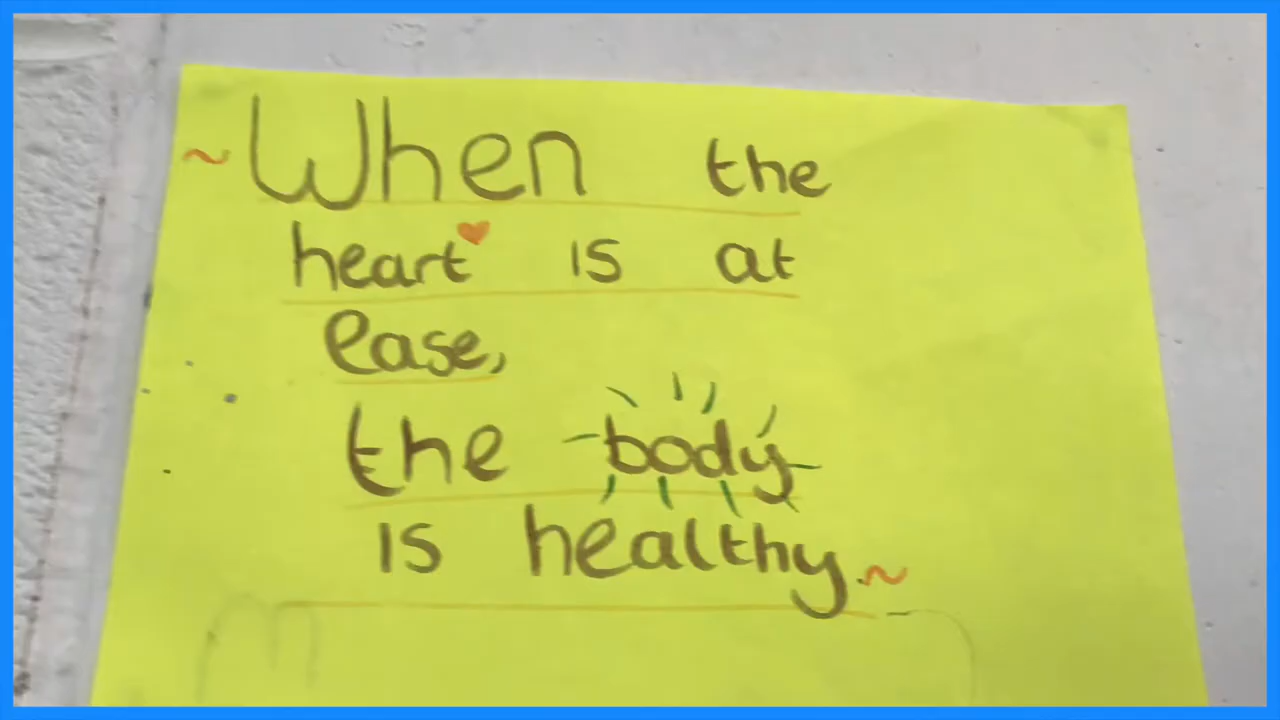 ~ When the
heart is at
ease,
the body
is healthy. ~